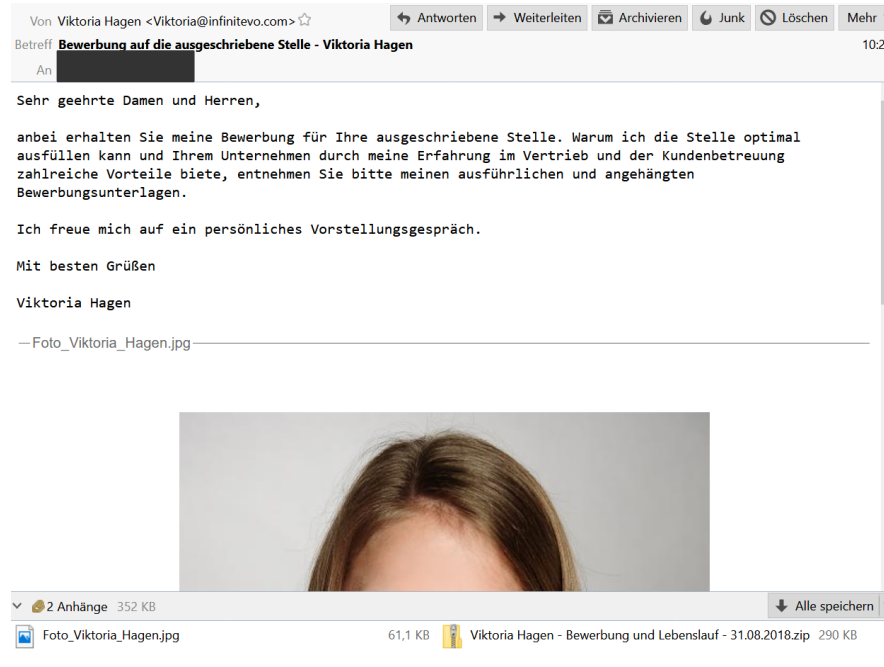 Von Viktoria Hagen <Viktoria@infinitevo.com> Antworten Weiterleiten Archivieren Junk Löschen Mehr
Betreff Bewerbung auf die ausgeschriebene Stelle - Viktoria Hagen 10:2
An
Sehr geehrte Damen und Herren,
anbei erhalten Sie meine Bewerbung für Ihre ausgeschriebene Stelle. Warum ich die Stelle optimal
ausfüllen kann und Ihrem Unternehmen durch meine Erfahrung im Vertrieb und der Kundenbetreuung
zahlreiche Vorteile biete, entnehmen Sie bitte meinen ausführlichen und angehängten
Bewerbungsunterlagen.
Ich freue mich auf ein persönliches Vorstellungsgespräch.
Mit besten Grüßen
Viktoria Hagen
Foto_Viktoria_Hagen.jpg
2 Anhänge 352 KB Alle speichern
Foto_Viktoria_Hagen.jpg 61,1 KB Viktoria Hagen - Bewerbung und Lebenslauf - 31.08.2018.zip 290 KB